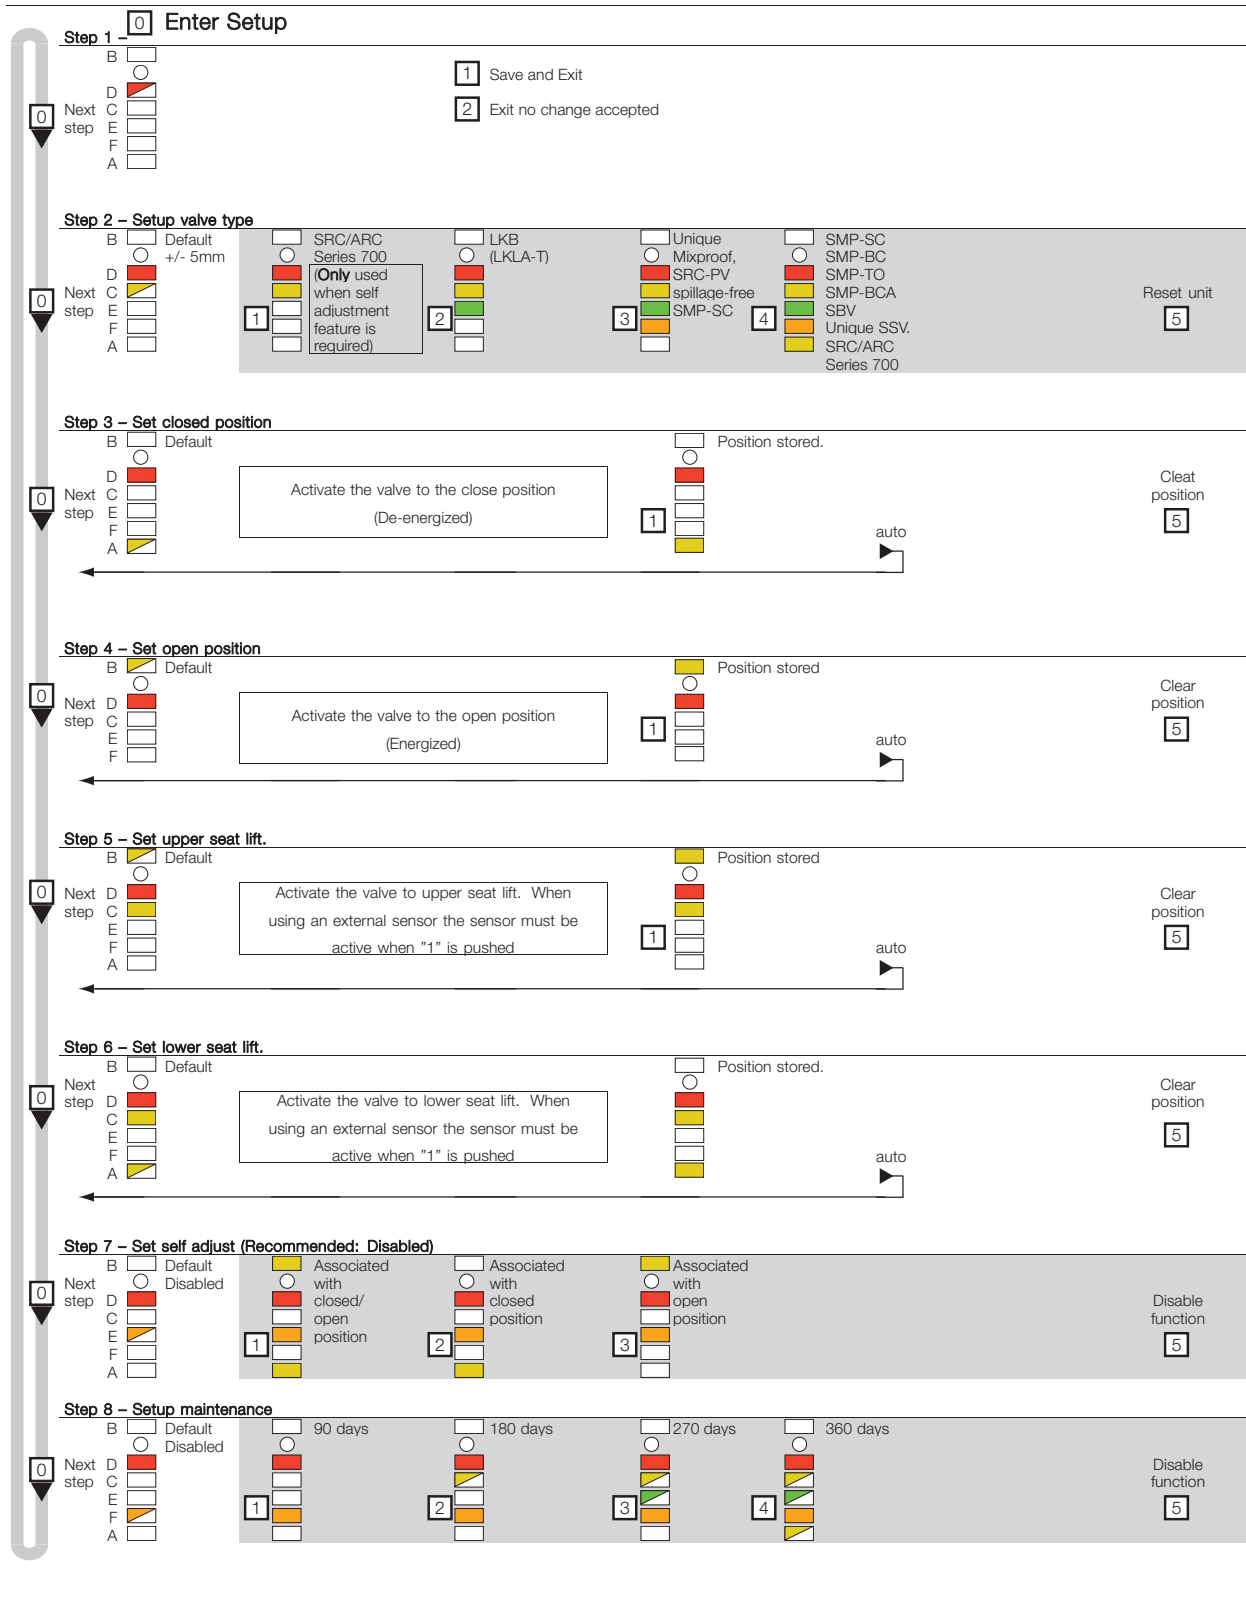 0 Enter Setup
Step 1 –
B
D
Next C
step E
F
A
0
1 Save and Exit
2 Exit no change accepted
Step 2 – Setup valve type
B Default
+/- 5mm
D
Next C
step E
F
A
0
SRC/ARC
Series 700
(Only used
when self
adjustment
feature is
required)
1
LKB
(LKLA-T)
2
Unique
Mixproof,
SRC-PV
spillage-free
SMP-SC
3
SMP-SC
SMP-BC
SMP-TO
SMP-BCA
SBV
Unique SSV.
SRC/ARC
Series 700
4
Reset unit
5
Step 3 – Set closed position
B Default
D
Next C
step E
F
A
0
Activate the valve to the close position
(De-energized)
1
Position stored.
auto
Cleat
position
5
Step 4 – Set open position
B Default
Next D
step C
E
F
0
Activate the valve to the open position
(Energized)
1
Position stored
auto
Clear
position
5
Step 5 – Set upper seat lift.
B Default
Next D
step C
E
F
A
0
Activate the valve to upper seat lift. When
using an external sensor the sensor must be
active when "1" is pushed
1
Position stored
auto
Clear
position
5
Step 6 – Set lower seat lift.
B Default
Next
step D
C
E
F
A
0
Activate the valve to lower seat lift. When
using an external sensor the sensor must be
active when "1" is pushed
Position stored.
auto
Clear
position
5
Step 7 – Set self adjust (Recommended: Disabled)
B Default
Next Disabled
step D
C
E
F
A
0
Associated
with
closed/
open
position
1
Associated
with
closed
position
2
Associated
with
open
position
3
Disable
function
5
Step 8 – Setup maintenance
B Default
Disabled
Next D
step C
E
F
A
0
90 days
1
180 days
2
270 days
3
360 days
4
Disable
function
5